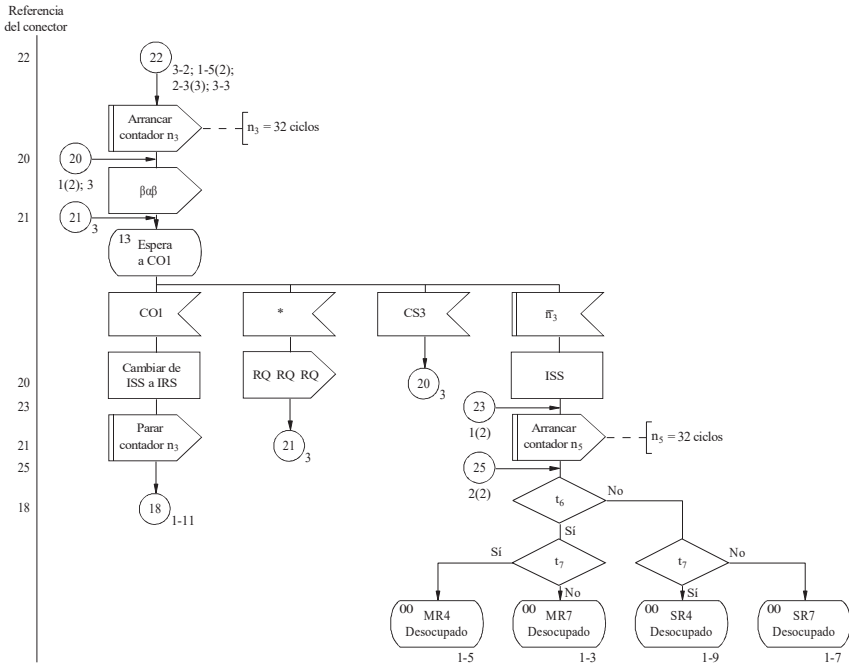 Referencia
del conector
22
22
3-2; 1-5(2);
2-3(3); 3-3
Arrancar
contador n3
n3 = 32 ciclos
20
20
1(2); 3
βαβ
21
21
3
13
Espera
a CO1
CO1
*
CS3
n̅3
Cambiar de
ISS a IRS
RQ RQ RQ
20
3
ISS
20
23
23
1(2)
Parar
contador n3
21
3
Arrancar
contador n5
n5 = 32 ciclos
21
25
25
2(2)
18
18
1-11
t6
No
Sí
Sí
t7
No
t7
No
Sí
00
MR4
Desocupado
1-5
00
MR7
Desocupado
1-3
00
SR4
Desocupado
1-9
00
SR7
Desocupado
1-7